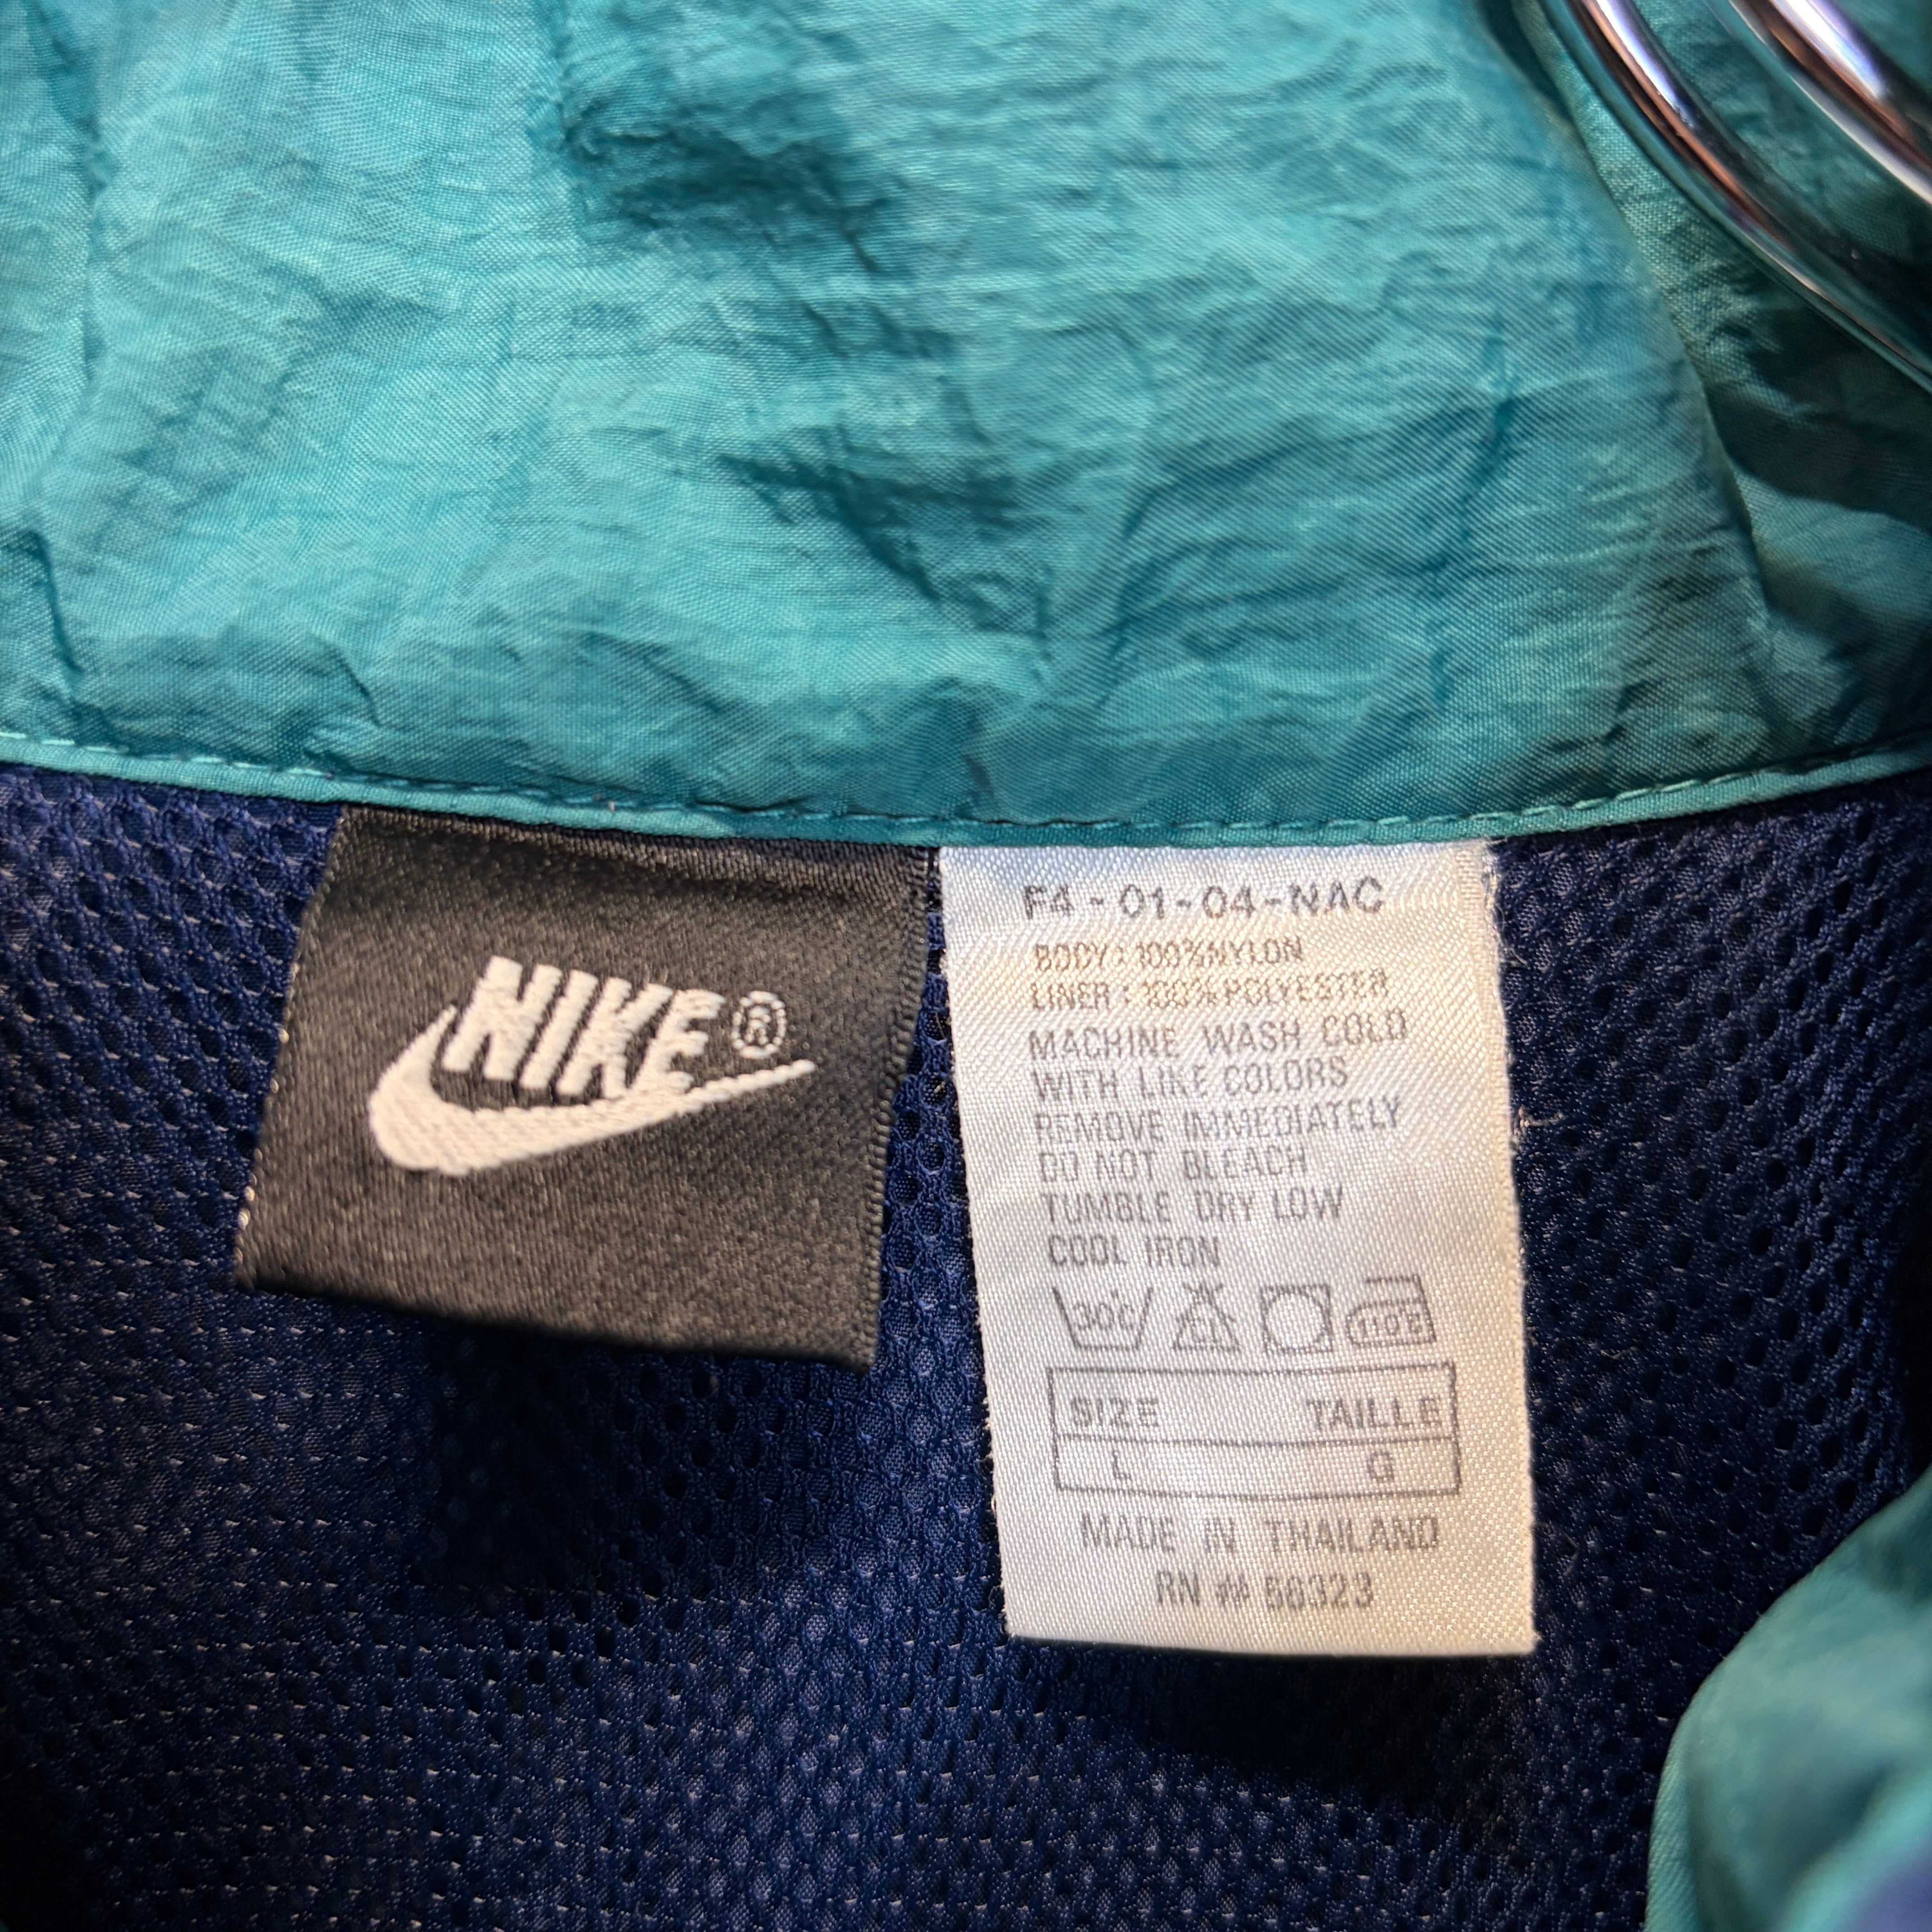 NIKE®
F4-01-04-NAC
BODY: 100%NYLON
LINER: 100%POLYESTER
MACHINE WASH COLD
WITH LIKE COLORS
REMOVE IMMEDIATELY
DO NOT BLEACH
TUMBLE DRY LOW
COOL IRON
30°C CL 110°C
SIZE TAILLE
L G
MADE IN THAILAND
RN # 56323